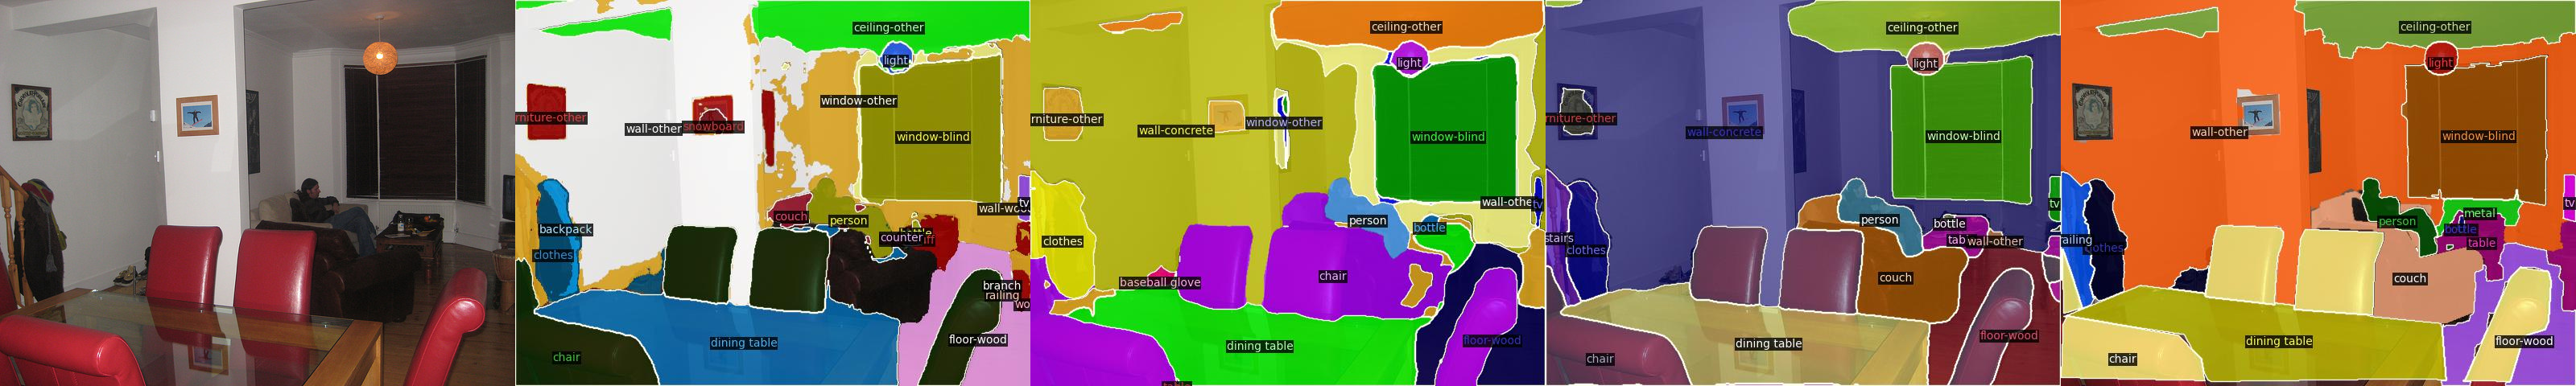 ceiling-other
light
window-other
rniture-other
wall-other
snowboard
window-blind
couch
person
wall-wo
tv
backpack
counter
clothes
branch
railing
wo
dining table
floor-wood
chair
ceiling-other
light
rniture-other
wall-concrete
window-other
window-blind
wall-othe
tv
person
bottle
clothes
chair
baseball glove
dining table
floor-wood
ceiling-other
light
rniture-other
wall-concrete
window-blind
tv
person
bottle
stairs
tab
wall-other
clothes
couch
dining table
floor-wood
chair
ceiling-other
light
wall-other
window-blind
tv
metal
person
bottle
railing
table
clothes
couch
dining table
floor-wood
chair